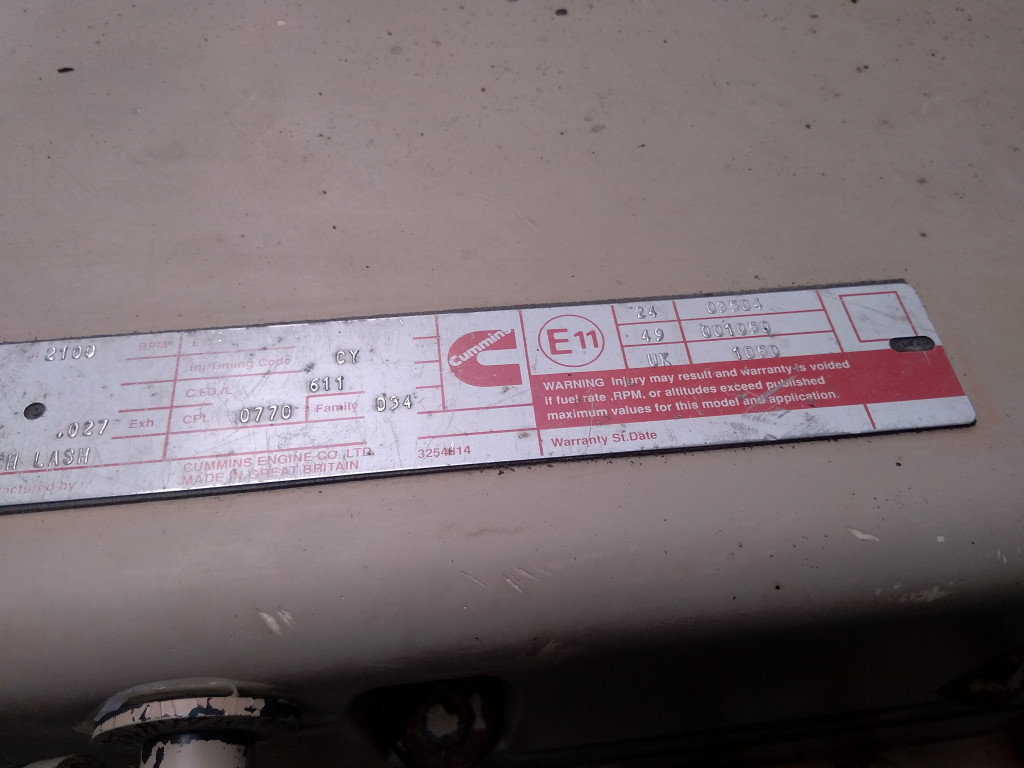 2100 RPM
Inj Timing Code CY
C.F.D./L. 611
.027 Exh. CPL 0770 Family 034
LASH
CUMMINS ENGINE CO. LTD.
MADE IN GREAT BRITAIN
3254814
Cummins
E11
24 03504
49 001050
UK 1050
WARNING Injury may result and warranty is voided
if fuel rate .RPM. or altitudes exceed published
maximum values for this model and application.
Warranty St.Date